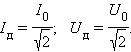 I_д = I_0/√2;  U_д = U_0/√2.